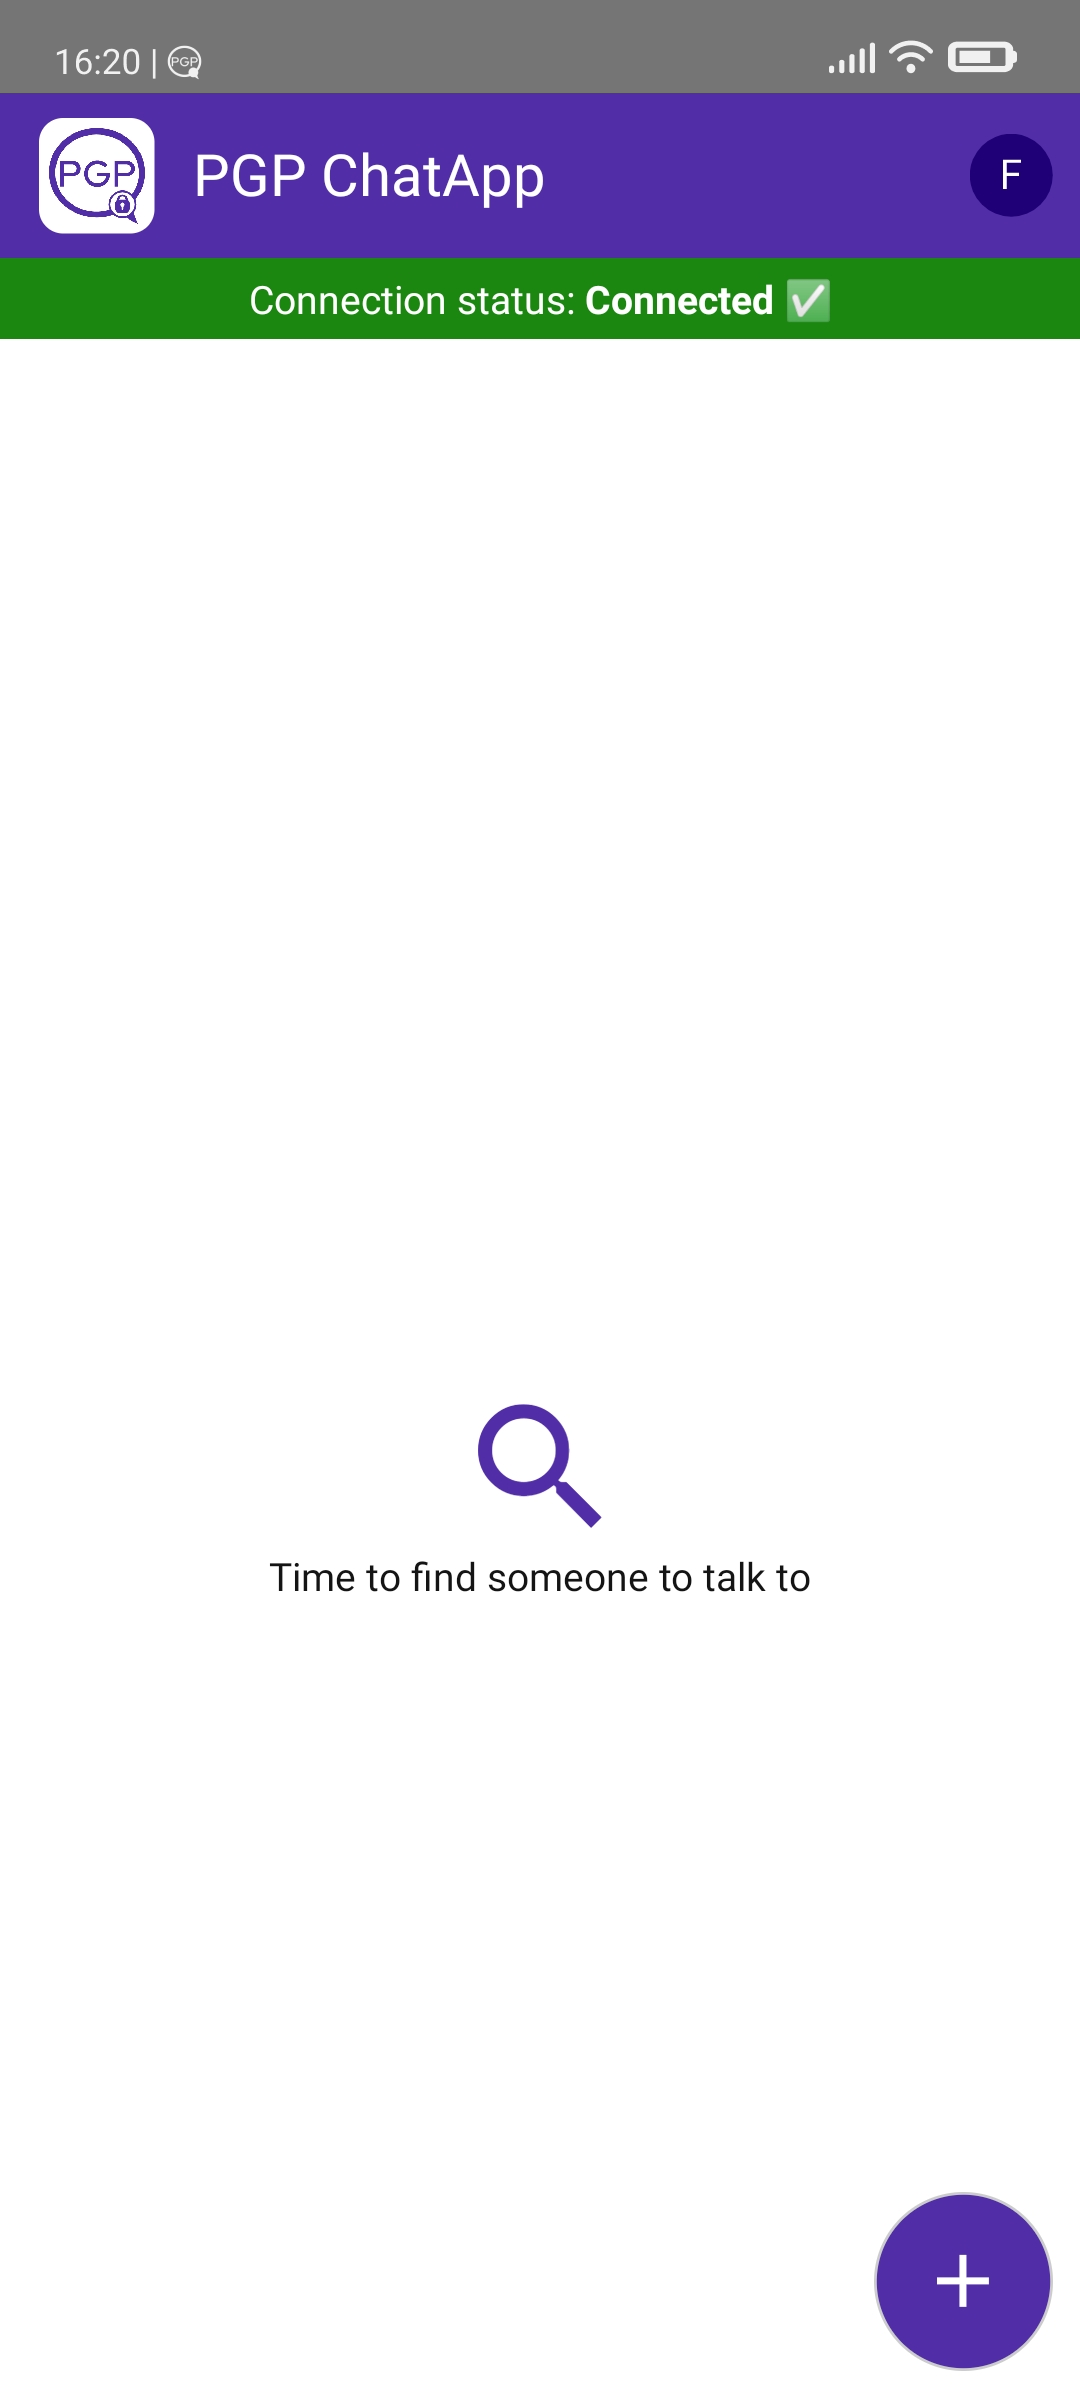 16:20 | PGP
PGP
PGP ChatApp
F
Connection status: Connected ✅
Time to find someone to talk to
+